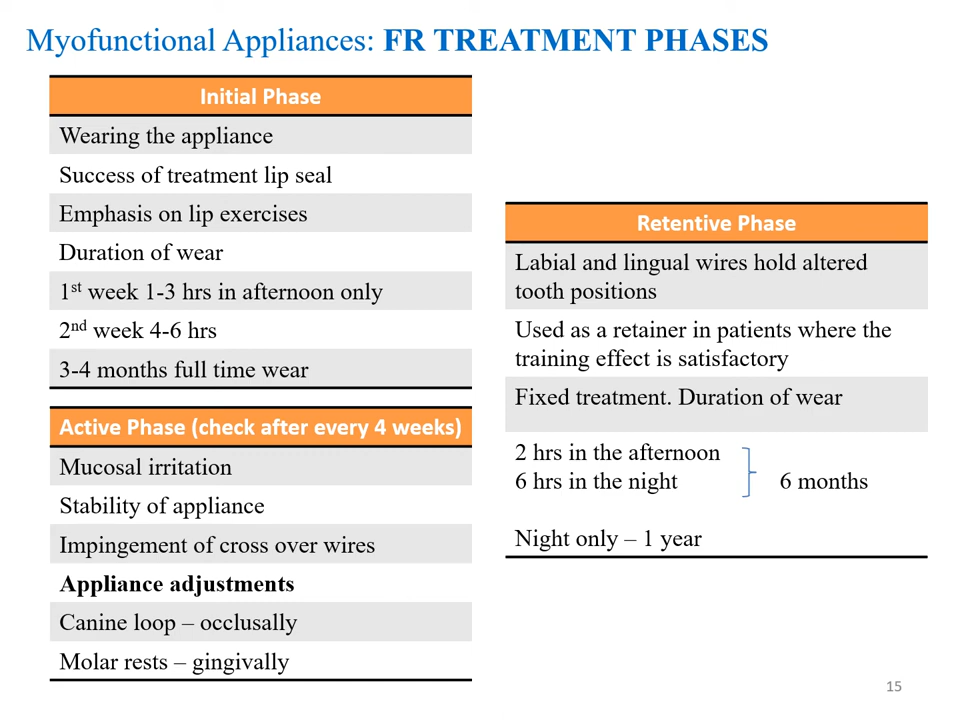 Myofunctional Appliances: FR TREATMENT PHASES
Initial Phase
Wearing the appliance
Success of treatment lip seal
Emphasis on lip exercises
Duration of wear
1st week 1-3 hrs in afternoon only
2nd week 4-6 hrs
3-4 months full time wear
Active Phase (check after every 4 weeks)
Mucosal irritation
Stability of appliance
Impingement of cross over wires
Appliance adjustments
Canine loop – occlusally
Molar rests – gingivally
Retentive Phase
Labial and lingual wires hold altered
tooth positions
Used as a retainer in patients where the
training effect is satisfactory
Fixed treatment. Duration of wear
2 hrs in the afternoon
6 hrs in the night 6 months
Night only – 1 year
15